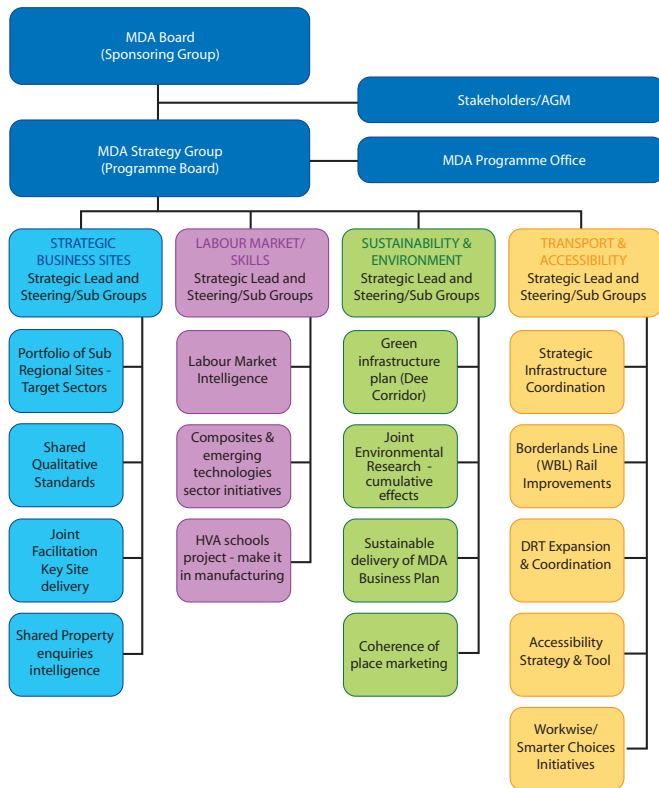 MDA Board
(Sponsoring Group)
Stakeholders/AGM
MDA Strategy Group
(Programme Board)
MDA Programme Office
STRATEGIC
BUSINESS SITES
Strategic Lead and
Steering/Sub Groups
Portfolio of Sub
Regional Sites -
Target Sectors
Shared
Qualitative
Standards
Joint
Facilitation
Key Site
delivery
Shared Property
enquiries
intelligence
LABOUR MARKET/
SKILLS
Strategic Lead and
Steering/Sub Groups
Labour Market
Intelligence
Composites &
emerging
technologies
sector initiatives
HVA schools
project - make it
in manufacturing
SUSTAINABILITY &
ENVIRONMENT
Strategic Lead and
Steering/Sub Groups
Green
infrastructure
plan (Dee
Corridor)
Joint
Environmental
Research -
cumulative
effects
Sustainable
delivery of MDA
Business Plan
Coherence of
place marketing
TRANSPORT &
ACCESSIBILITY
Strategic Lead and
Steering/Sub Groups
Strategic
Infrastructure
Coordination
Borderlands Line
(WBL) Rail
Improvements
DRT Expansion
& Coordination
Accessibility
Strategy & Tool
Workwise/
Smarter Choices
Initiatives